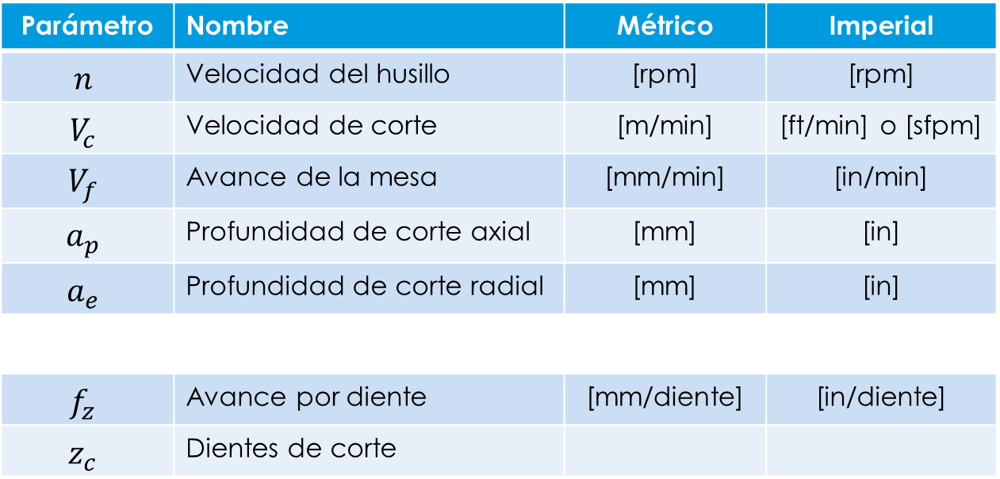 Parámetro Nombre Métrico Imperial
n Velocidad del husillo [rpm] [rpm]
V_c Velocidad de corte [m/min] [ft/min] o [sfpm]
V_f Avance de la mesa [mm/min] [in/min]
a_p Profundidad de corte axial [mm] [in]
a_e Profundidad de corte radial [mm] [in]
f_z Avance por diente [mm/diente] [in/diente]
z_c Dientes de corte